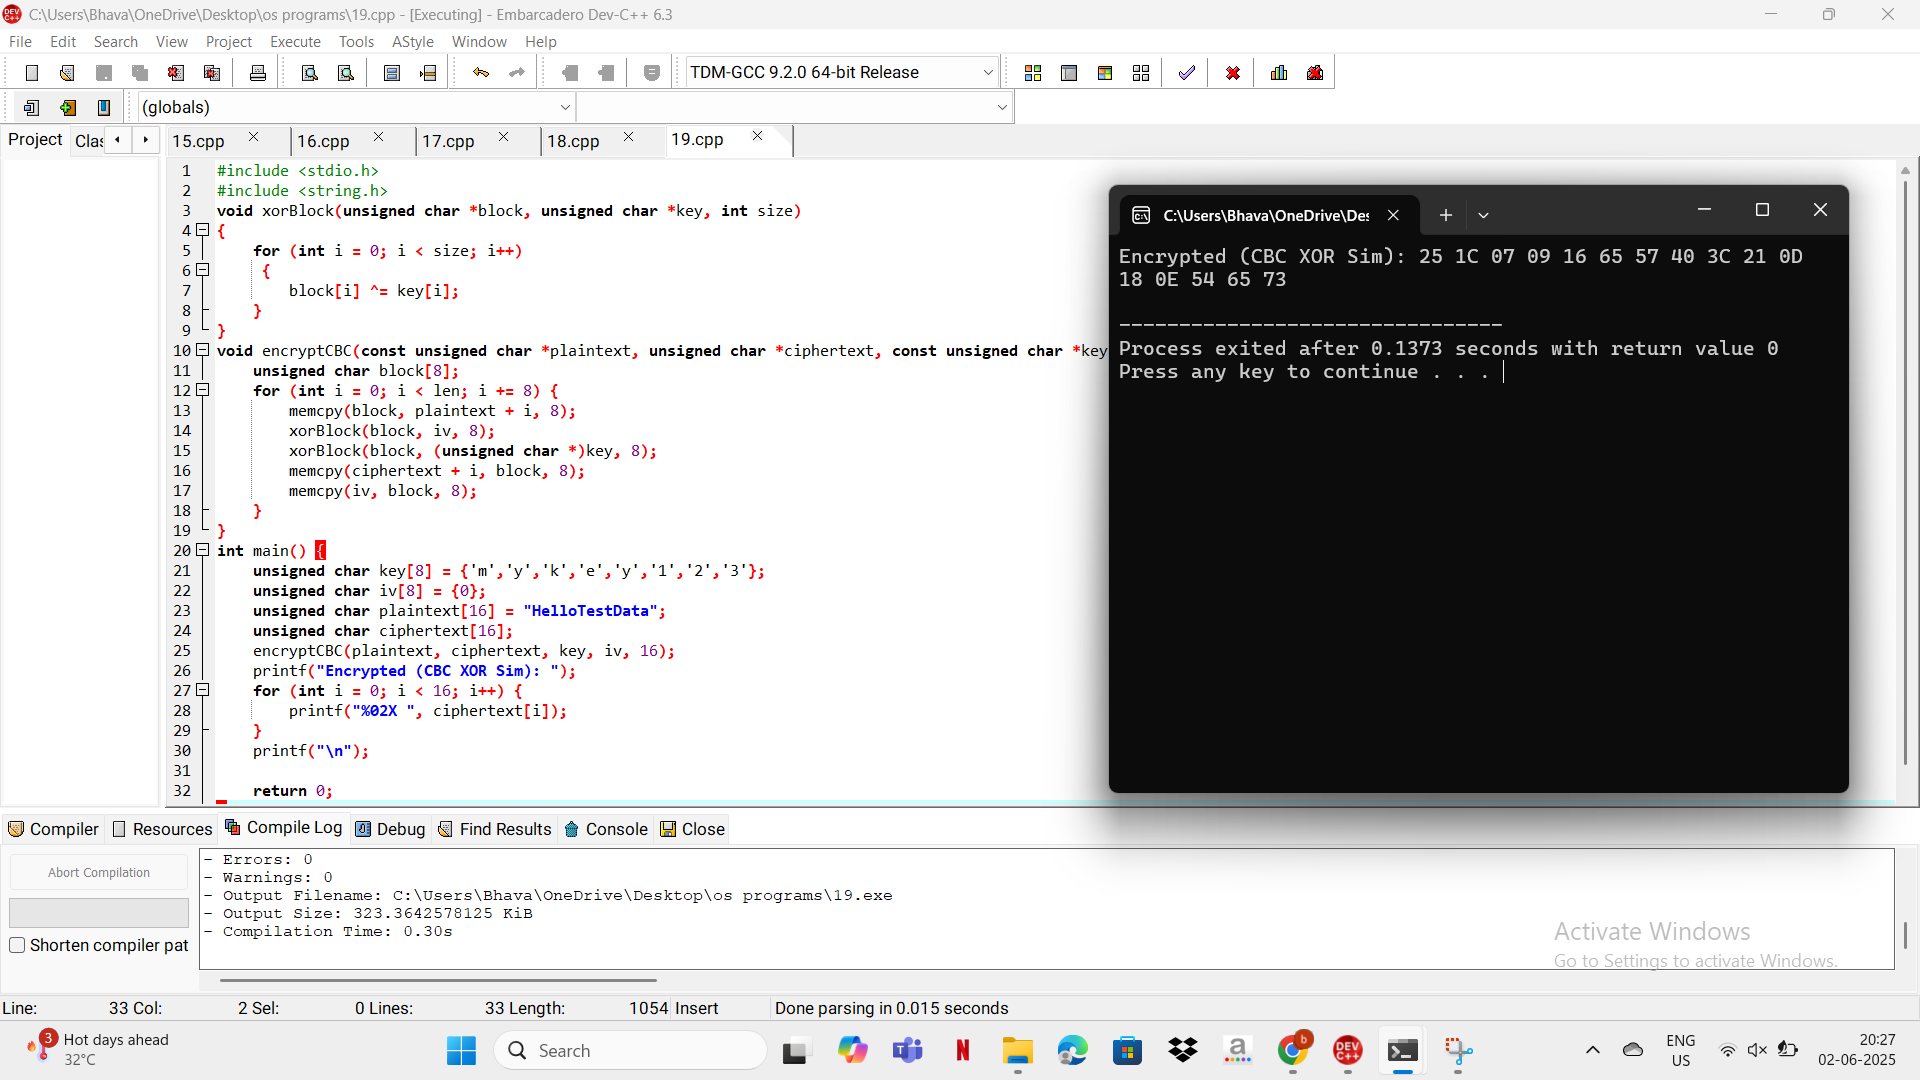 C:\Users\Bhava\OneDrive\Desktop\os programs\19.cpp - [Executing] - Embarcadero Dev-C++ 6.3
File Edit Search View Project Execute Tools AStyle Window Help
TDM-GCC 9.2.0 64-bit Release
(globals)
Project Clas 15.cpp 16.cpp 17.cpp 18.cpp 19.cpp
1 #include <stdio.h>
2 #include <string.h>
3 void xorBlock(unsigned char *block, unsigned char *key, int size)
4 {
5 for (int i = 0; i < size; i++)
6 {
7 block[i] ^= key[i];
8 }
9 }
10 void encryptCBC(const unsigned char *plaintext, unsigned char *ciphertext, const unsigned char *key
11 unsigned char block[8];
12 for (int i = 0; i < len; i += 8) {
13 memcpy(block, plaintext + i, 8);
14 xorBlock(block, iv, 8);
15 xorBlock(block, (unsigned char *)key, 8);
16 memcpy(ciphertext + i, block, 8);
17 memcpy(iv, block, 8);
18 }
19 }
20 int main() {
21 unsigned char key[8] = {'m','y','k','e','y','1','2','3'};
22 unsigned char iv[8] = {0};
23 unsigned char plaintext[16] = "HelloTestData";
24 unsigned char ciphertext[16];
25 encryptCBC(plaintext, ciphertext, key, iv, 16);
26 printf("Encrypted (CBC XOR Sim): ");
27 for (int i = 0; i < 16; i++) {
28 printf("%02X ", ciphertext[i]);
29 }
30 printf("\n");
31
32 return 0;
C:\Users\Bhava\OneDrive\Des
Encrypted (CBC XOR Sim): 25 1C 07 09 16 65 57 40 3C 21 0D
18 0E 54 65 73
--------------------------------
Process exited after 0.1373 seconds with return value 0
Press any key to continue . . .
Compiler Resources Compile Log Debug Find Results Console Close
Abort Compilation
Shorten compiler pat
- Errors: 0
- Warnings: 0
- Output Filename: C:\Users\Bhava\OneDrive\Desktop\os programs\19.exe
- Output Size: 323.3642578125 KiB
- Compilation Time: 0.30s
Activate Windows
Go to Settings to activate Windows.
Line: 33 Col: 2 Sel: 0 Lines: 33 Length: 1054 Insert Done parsing in 0.015 seconds
3
Hot days ahead
32°C
Search
ENG
US
20:27
02-06-2025